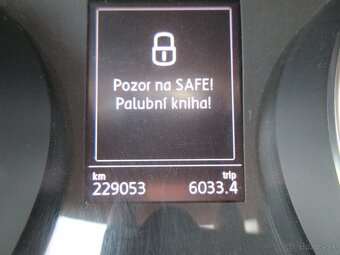 Pozor na SAFE!
Palubní kniha!
km trip
229053 6033.4